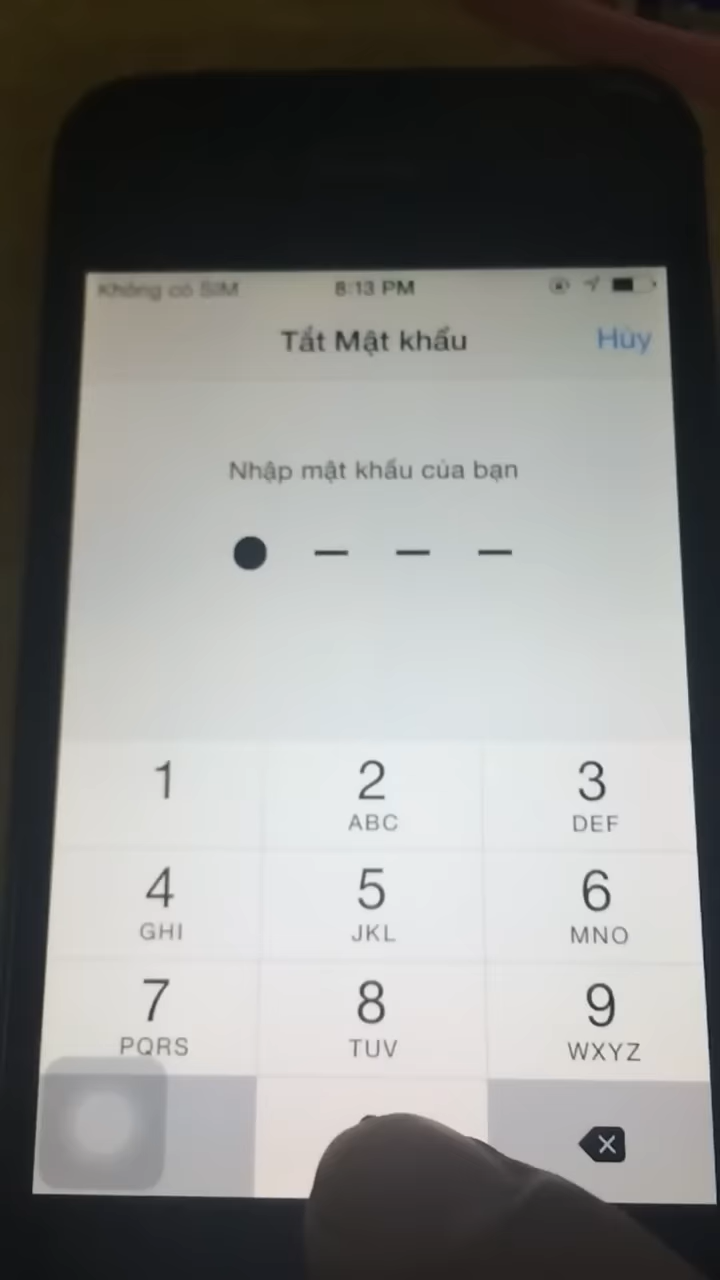 Không có SIM 8:13 PM
Tắt Mật khẩu Hủy
Nhập mật khẩu của bạn
1 2 3
ABC DEF
4 5 6
GHI JKL MNO
7 8 9
PQRS TUV WXYZ